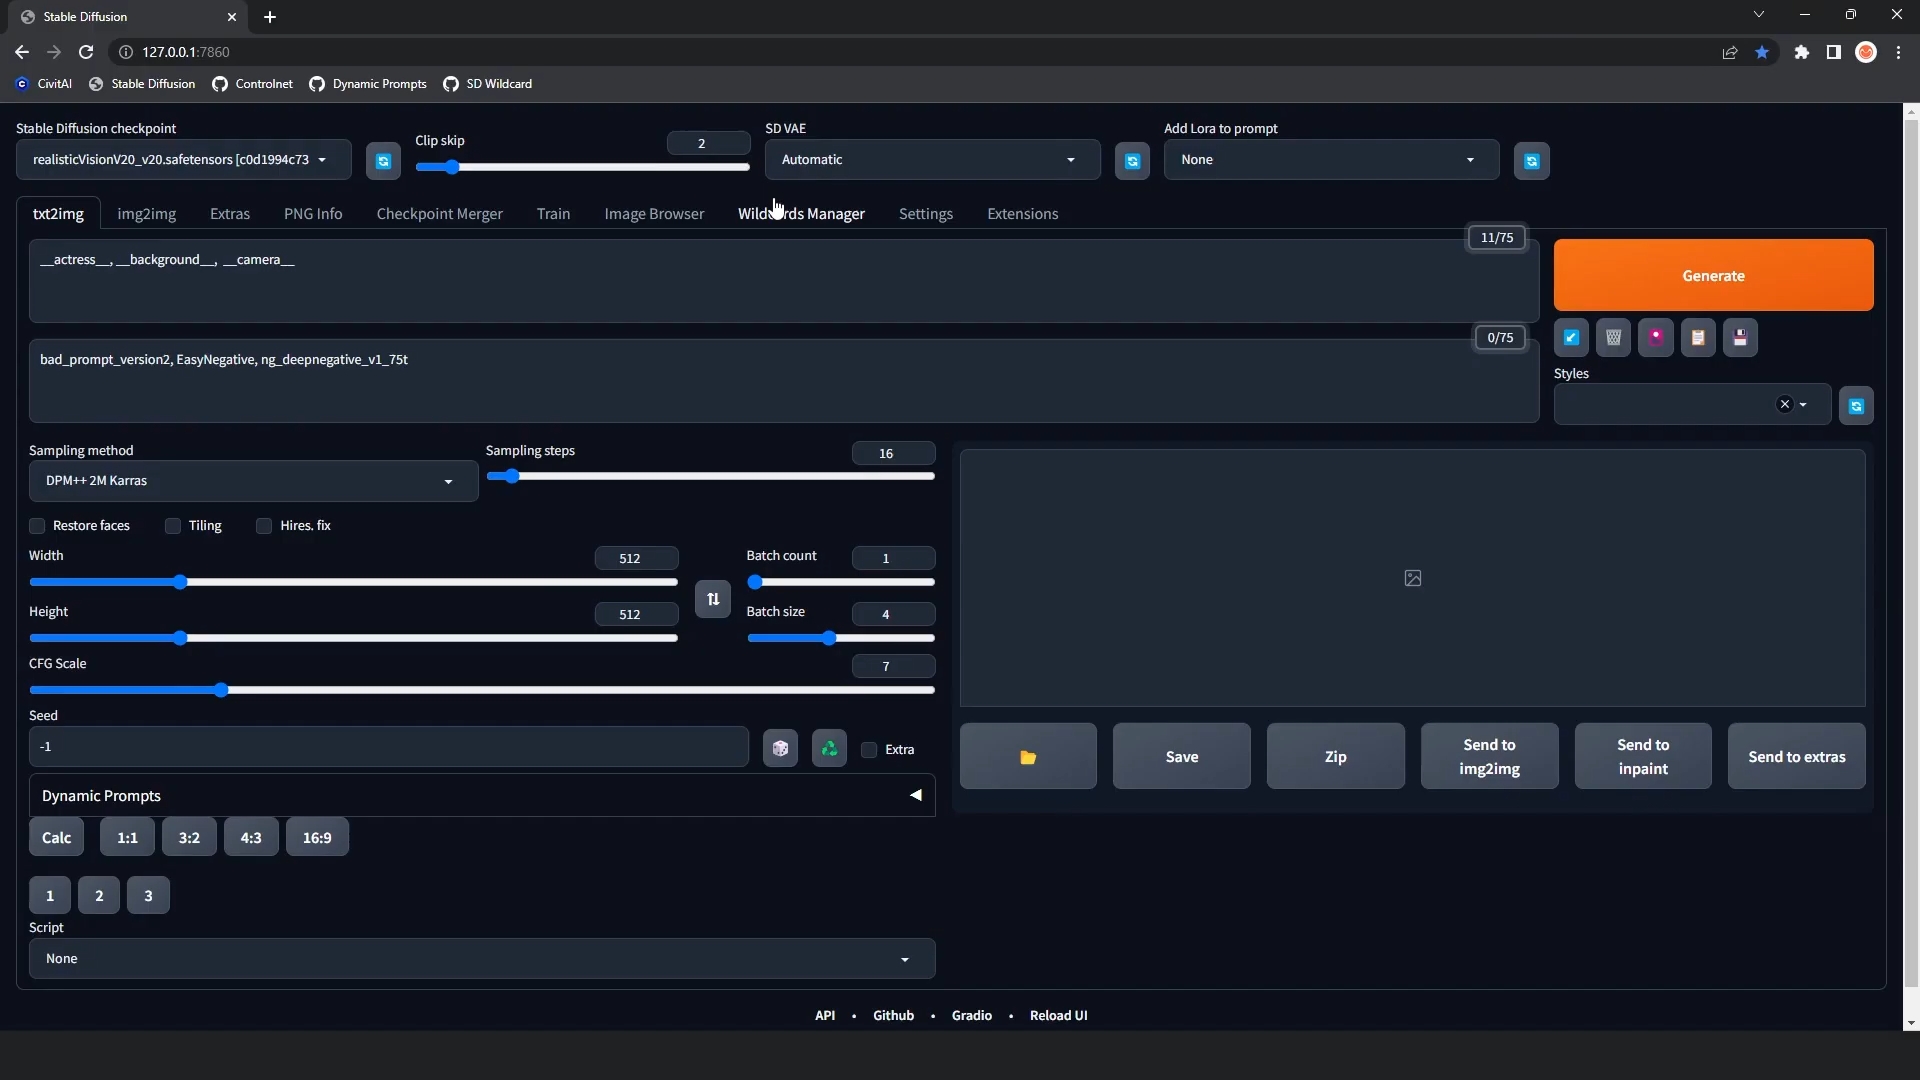 Stable Diffusion
127.0.0.1:7860
CivitAI Stable Diffusion Controlnet Dynamic Prompts SD Wildcard
Stable Diffusion checkpoint
Clip skip
2
SD VAE
Add Lora to prompt
realisticVisionV20_v20.safetensors [c0d1994c73
Automatic
None
txt2img img2img Extras PNG Info Checkpoint Merger Train Image Browser Manager Settings Extensions
11/75
__actress__, __background__, __camera__
Generate
0/75
bad_prompt_version2, EasyNegative, ng_deepnegative_v1_75t
Styles
Sampling method
DPM++ 2M Karras
Sampling steps
16
Restore faces Tiling Hires. fix
Width
512
Batch count
1
Height
512
Batch size
4
CFG Scale
7
Seed
-1
Extra
Save
Zip
Send to
img2img
Send to
inpaint
Send to extras
Dynamic Prompts
Calc 1:1 3:2 4:3 16:9
1 2 3
Script
None
API • Github • Gradio • Reload UI